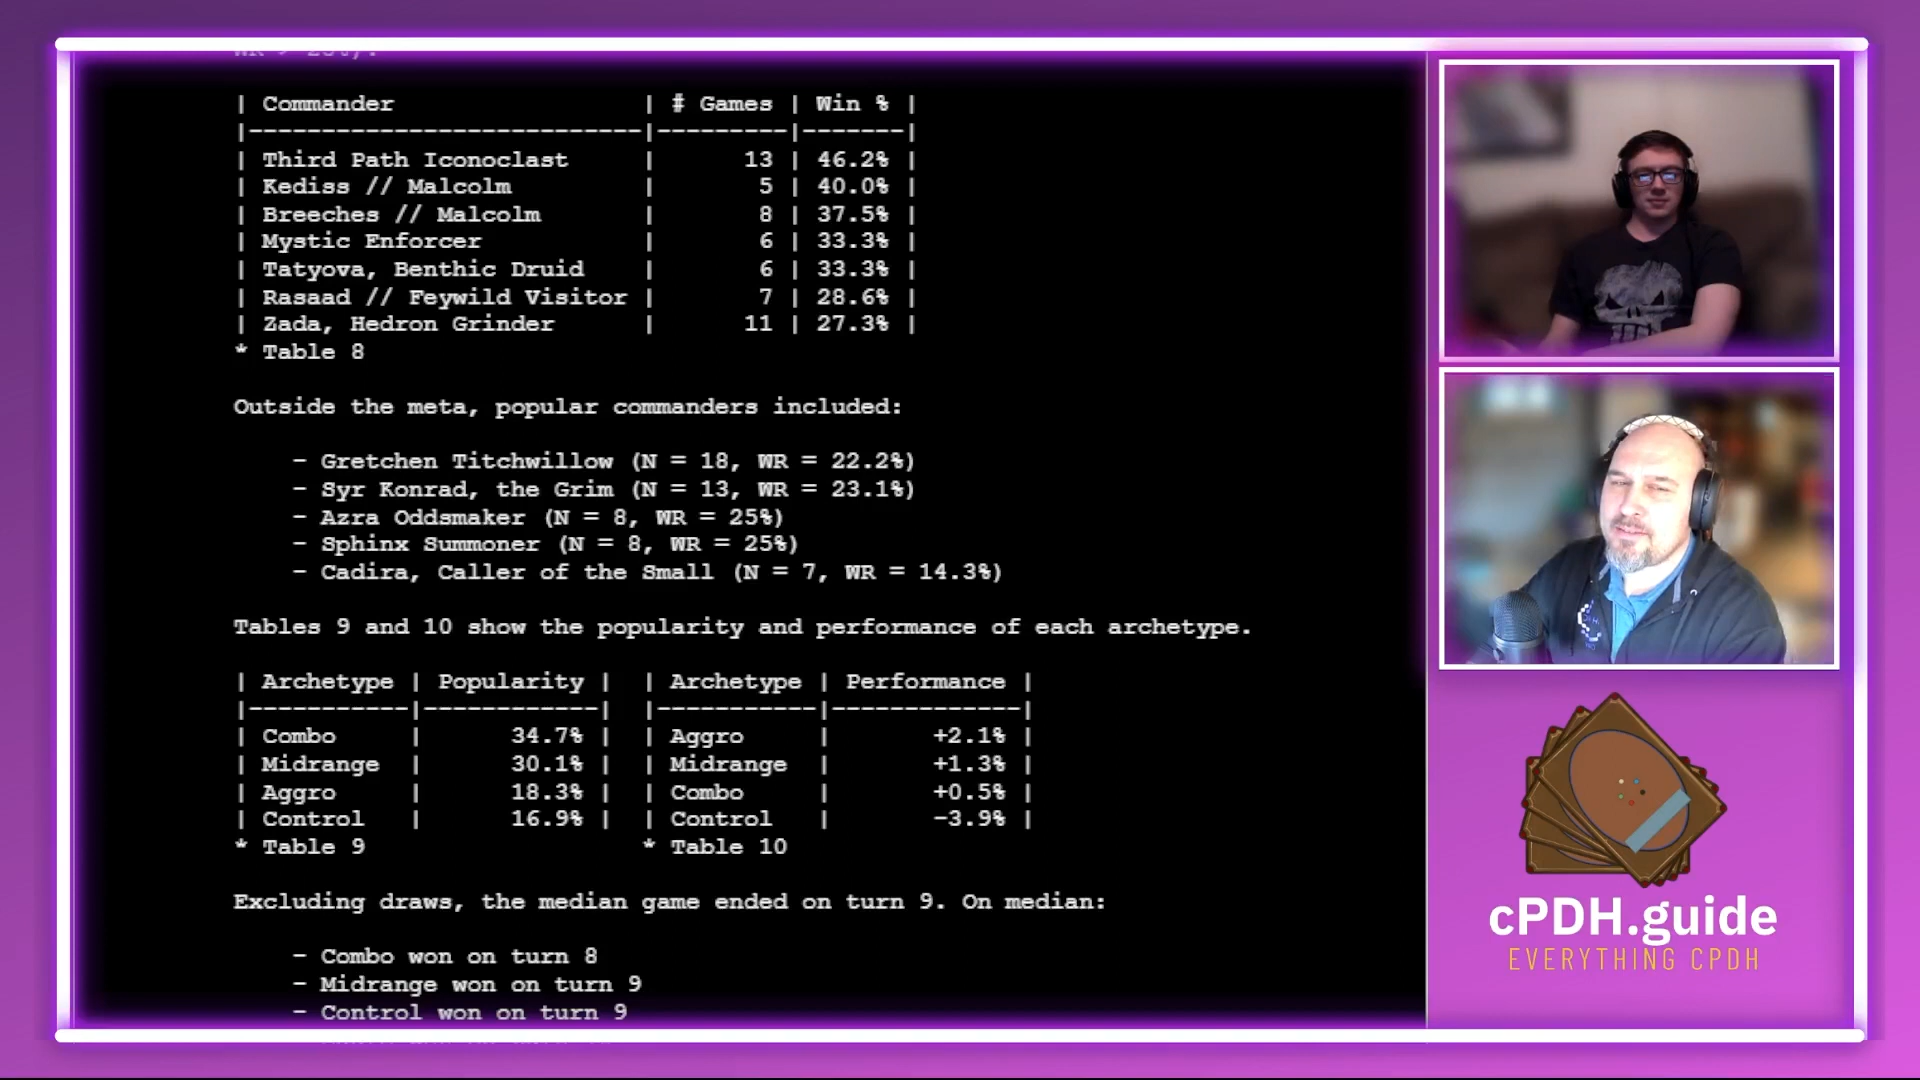 WR > 25%).
| Commander | # Games | Win % |
|---------------------------|---------|-------|
| Third Path Iconoclast | 13 | 46.2% |
| Kediss // Malcolm | 5 | 40.0% |
| Breeches // Malcolm | 8 | 37.5% |
| Mystic Enforcer | 6 | 33.3% |
| Tatyova, Benthic Druid | 6 | 33.3% |
| Rasaad // Feywild Visitor | 7 | 28.6% |
| Zada, Hedron Grinder | 11 | 27.3% |
* Table 8
Outside the meta, popular commanders included:
- Gretchen Titchwillow (N = 18, WR = 22.2%)
- Syr Konrad, the Grim (N = 13, WR = 23.1%)
- Azra Oddsmaker (N = 8, WR = 25%)
- Sphinx Summoner (N = 8, WR = 25%)
- Cadira, Caller of the Small (N = 7, WR = 14.3%)
Tables 9 and 10 show the popularity and performance of each archetype.
| Archetype | Popularity | | Archetype | Performance |
|-----------|------------| |-----------|-------------|
| Combo | 34.7% | | Aggro | +2.1% |
| Midrange | 30.1% | | Midrange | +1.3% |
| Aggro | 18.3% | | Combo | +0.5% |
| Control | 16.9% | | Control | -3.9% |
* Table 9 * Table 10
Excluding draws, the median game ended on turn 9. On median:
- Combo won on turn 8
- Midrange won on turn 9
- Control won on turn 9
cPDH.guide
EVERYTHING CPDH